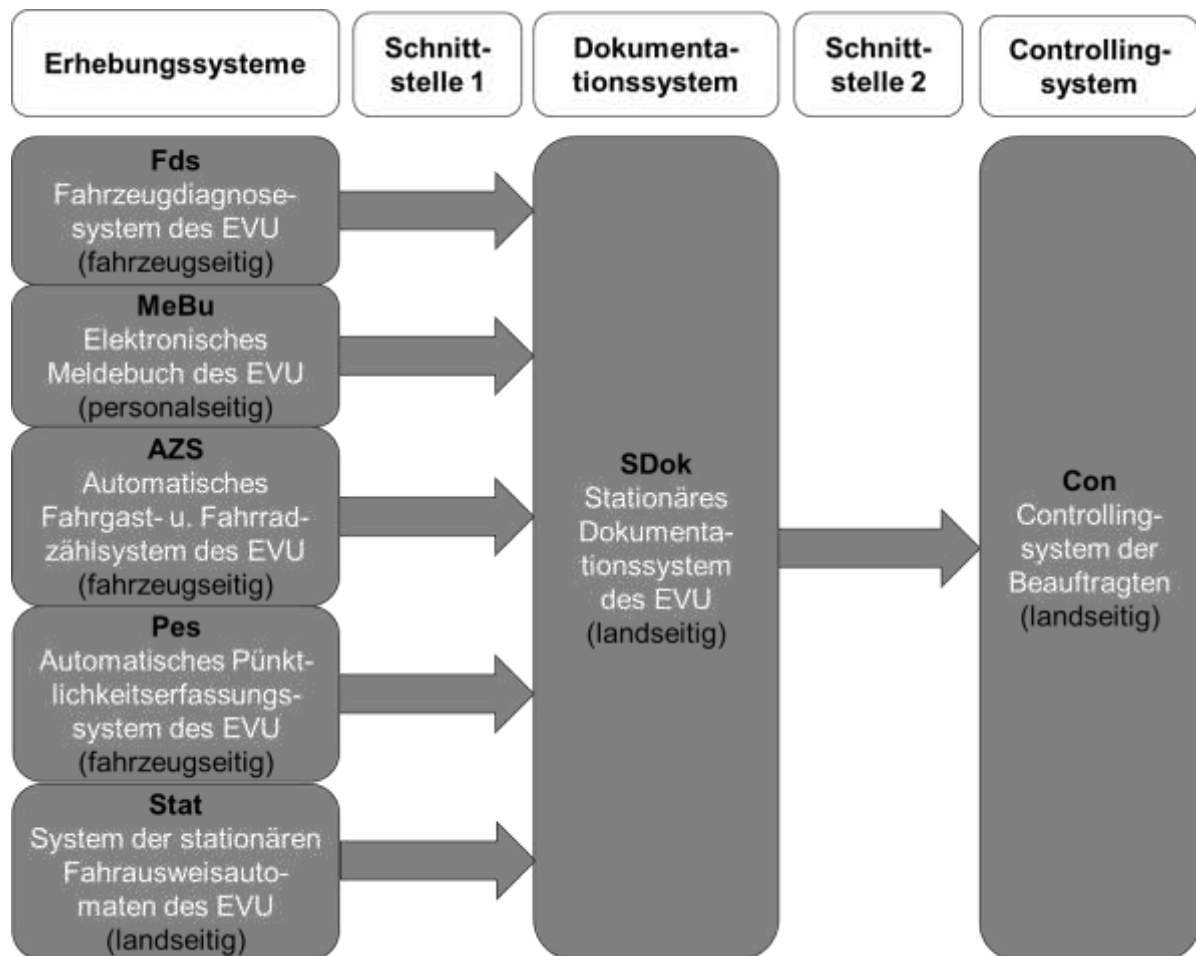 Erhebungssysteme
Schnitt-
stelle 1
Dokumenta-
tionssystem
Schnitt-
stelle 2
Controlling-
system
Fds
Fahrzeugdiagnose-
system des EVU
(fahrzeugseitig)
MeBu
Elektronisches
Meldebuch des EVU
(personalseitig)
AZS
Automatisches
Fahrgast- u. Fahrrad-
zählsystem des EVU
(fahrzeugseitig)
Pes
Automatisches Pünkt-
lichkeitserfassungs-
system des EVU
(fahrzeugseitig)
Stat
System der stationären
Fahrausweisauto-
maten des EVU
(landseitig)
SDok
Stationäres
Dokumenta-
tionssystem
des EVU
(landseitig)
Con
Controlling-
system der
Beauftragten
(landseitig)